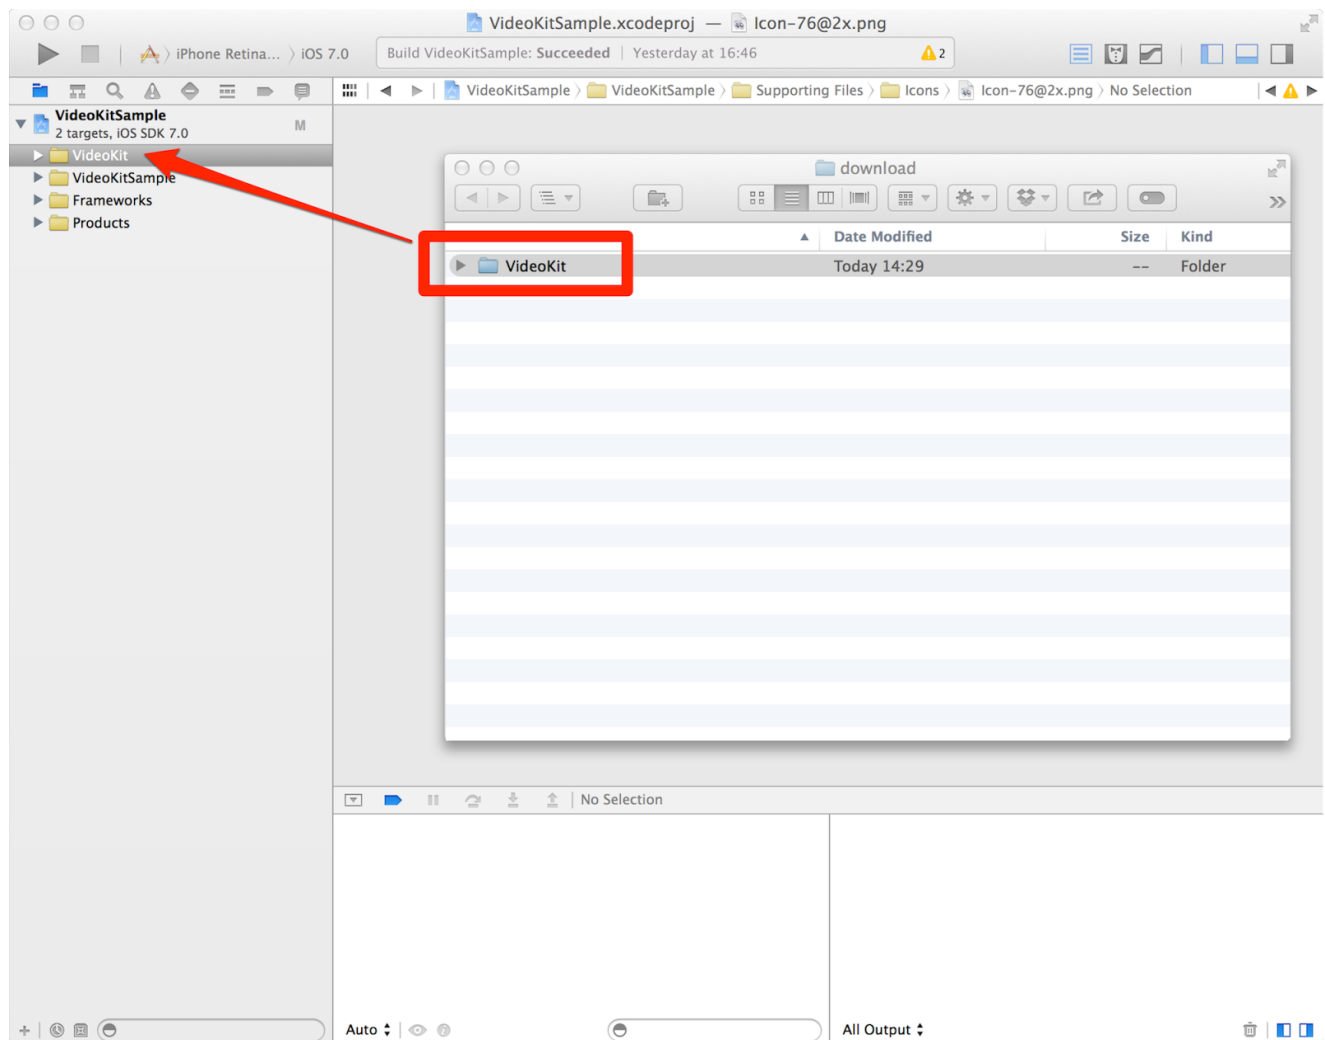 VideoKitSample.xcodeproj — Icon-76@2x.png
iPhone Retina... 〉 iOS 7.0
Build VideoKitSample: Succeeded | Yesterday at 16:46
2
VideoKitSample 〉 VideoKitSample 〉 Supporting Files 〉 Icons 〉 Icon-76@2x.png 〉 No Selection
VideoKitSample
2 targets, iOS SDK 7.0
M
VideoKit
VideoKitSample
Frameworks
Products
download
Date Modified Size Kind
VideoKit Today 14:29 -- Folder
No Selection
Auto
All Output